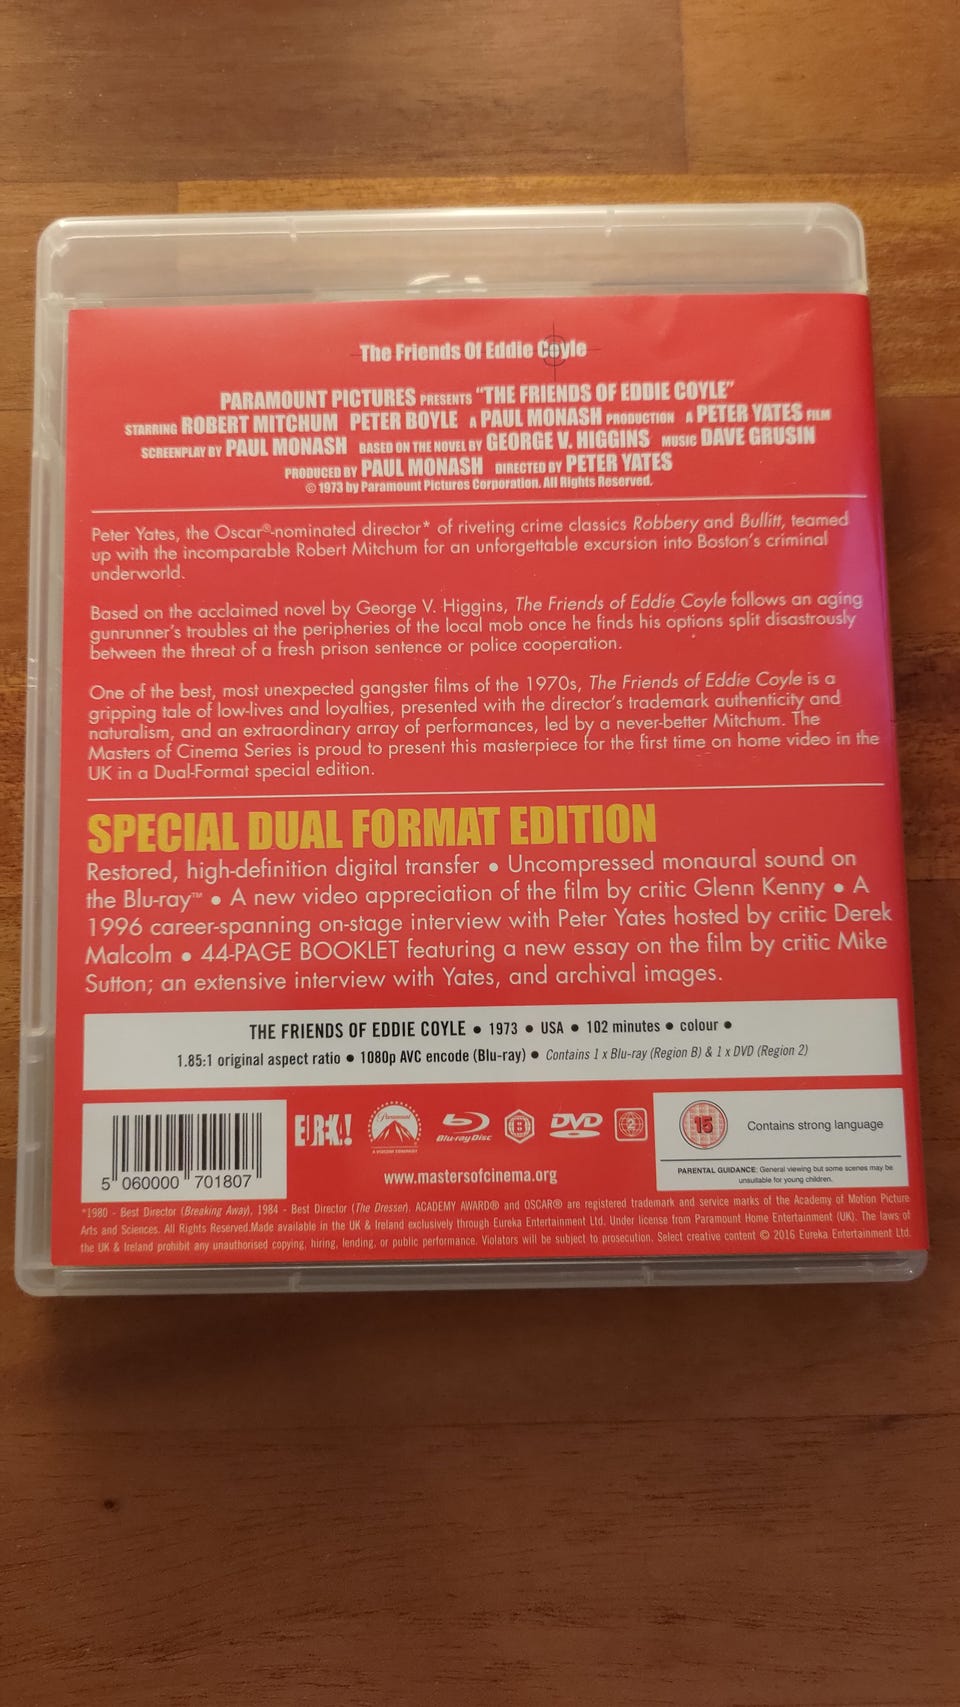 The Friends Of Eddie Coyle
PARAMOUNT PICTURES PRESENTS "THE FRIENDS OF EDDIE COYLE"
STARRING ROBERT MITCHUM PETER BOYLE A PAUL MONASH PRODUCTION A PETER YATES FILM
SCREENPLAY BY PAUL MONASH BASED ON THE NOVEL BY GEORGE V. HIGGINS MUSIC DAVE GRUSIN
PRODUCED BY PAUL MONASH DIRECTED BY PETER YATES
© 1973 by Paramount Pictures Corporation. All Rights Reserved.
Peter Yates, the Oscar®-nominated director* of riveting crime classics Robbery and Bullitt, teamed
up with the incomparable Robert Mitchum for an unforgettable excursion into Boston's criminal
underworld.
Based on the acclaimed novel by George V. Higgins, The Friends of Eddie Coyle follows an aging
gunrunner's troubles at the peripheries of the local mob once he finds his options split disastrously
between the threat of a fresh prison sentence or police cooperation.
One of the best, most unexpected gangster films of the 1970s, The Friends of Eddie Coyle is a
gripping tale of low-lives and loyalties, presented with the director's trademark authenticity and
naturalism, and an extraordinary array of performances, led by a never-better Mitchum. The
Masters of Cinema Series is proud to present this masterpiece for the first time on home video in the
UK in a Dual-Format special edition.
SPECIAL DUAL FORMAT EDITION
Restored, high-definition digital transfer • Uncompressed monaural sound on
the Blu-ray™ • A new video appreciation of the film by critic Glenn Kenny • A
1996 career-spanning on-stage interview with Peter Yates hosted by critic Derek
Malcolm • 44-PAGE BOOKLET featuring a new essay on the film by critic Mike
Sutton; an extensive interview with Yates, and archival images.
THE FRIENDS OF EDDIE COYLE • 1973 • USA • 102 minutes • colour •
1.85:1 original aspect ratio • 1080p AVC encode (Blu-ray) • Contains 1 x Blu-ray (Region B) & 1 x DVD (Region 2)
5 060000 701807
EUREKA!
Paramount
A VIACOM COMPANY
Blu-ray Disc
B
DVD
VIDEO
2
www.mastersofcinema.org
15
Contains strong language
PARENTAL GUIDANCE: General viewing but some scenes may be
unsuitable for young children.
*1980 - Best Director (Breaking Away), 1984 - Best Director (The Dresser). ACADEMY AWARD® and OSCAR® are registered trademark and service marks of the Academy of Motion Picture
Arts and Sciences. All Rights Reserved.Made available in the UK & Ireland exclusively through Eureka Entertainment Ltd. Under license from Paramount Home Entertainment (UK). The laws of
the UK & Ireland prohibit any unauthorised copying, hiring, lending, or public performance. Violators will be subject to prosecution. Select creative content © 2016 Eureka Entertainment Ltd.